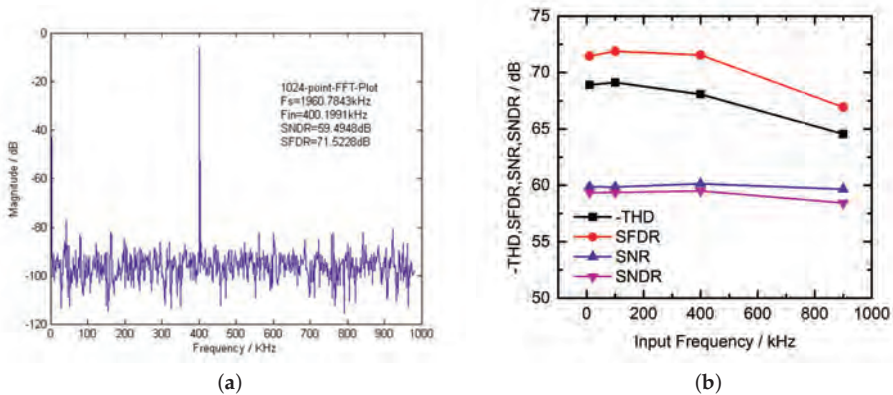 0
-20
-40
-60
-80
-100
-120
Magnitude / dB
1024-point-FFT-Plot
Fs=1960.7843kHz
Fin=400.1991kHz
SNDR=59.4948dB
SFDR=71.5228dB
0 100 200 300 400 500 600 700 800 900 1000
Frequency / KHz
(a)
75
70
65
60
55
50
-THD,SFDR,SNR,SNDR / dB
-THD
SFDR
SNR
SNDR
0 200 400 600 800 1000
Input Frequency / kHz
(b)